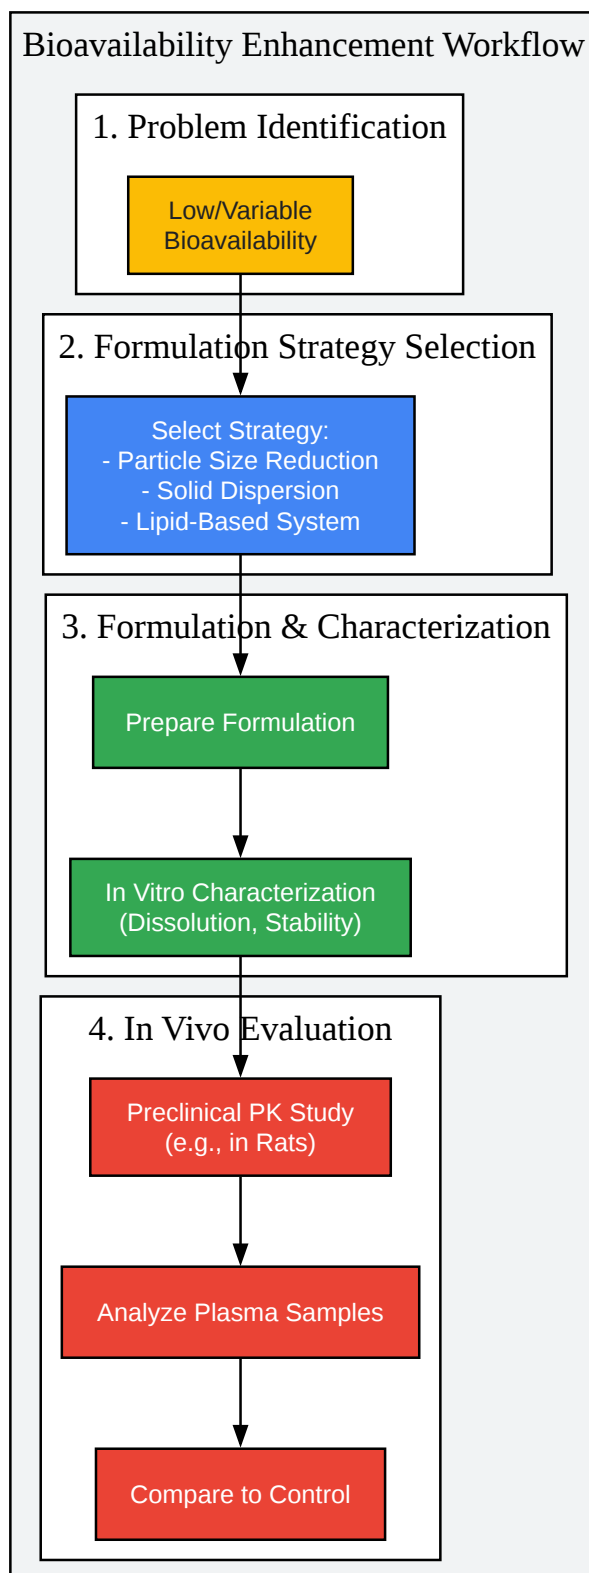 Bioavailability Enhancement Workflow
1. Problem Identification
Low/Variable
Bioavailability
2. Formulation Strategy Selection
Select Strategy:
- Particle Size Reduction
- Solid Dispersion
- Lipid-Based System
3. Formulation & Characterization
Prepare Formulation
In Vitro Characterization
(Dissolution, Stability)
4. In Vivo Evaluation
Preclinical PK Study
(e.g., in Rats)
Analyze Plasma Samples
Compare to Control